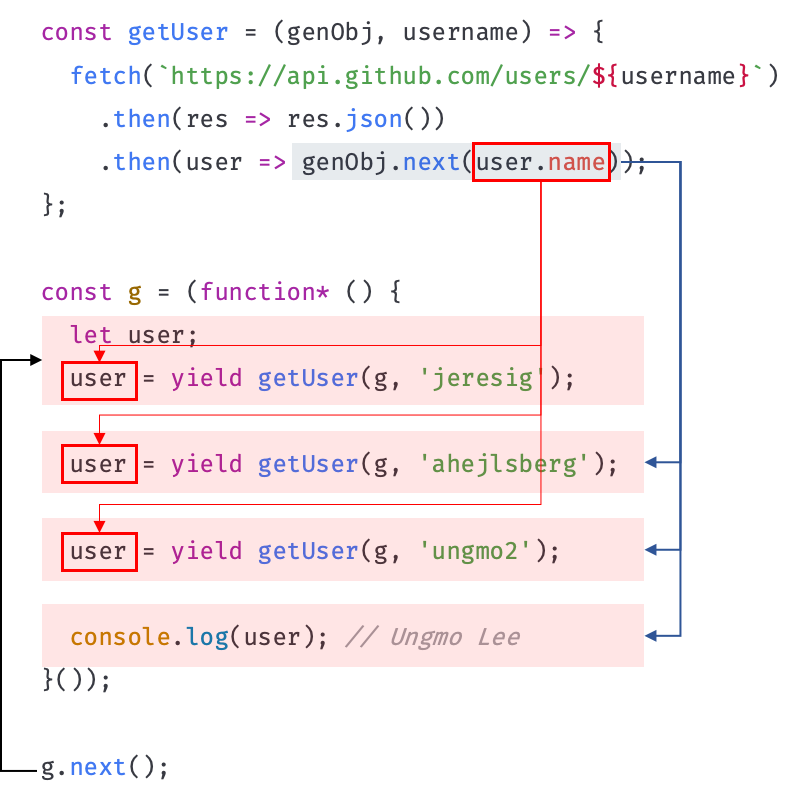 const getUser = (genObj, username) => {
  fetch(`https://api.github.com/users/${username}`)
    .then(res => res.json())
    .then(user => genObj.next(user.name));
};
const g = (function* () {
  let user;
  user = yield getUser(g, 'jeresig');
  user = yield getUser(g, 'ahejlsberg');
  user = yield getUser(g, 'ungmo2');
  console.log(user); // Ungmo Lee
}());
g.next();